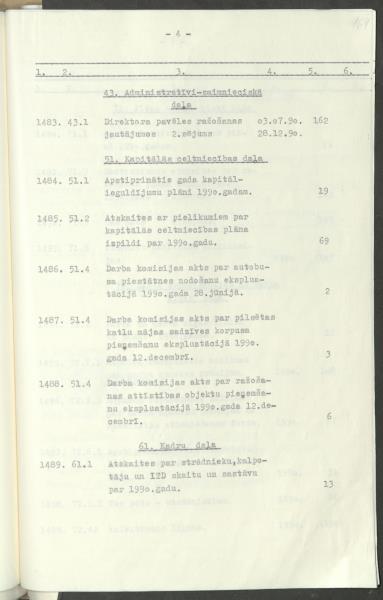 - 4 -
169
1. 2. 3. 4. 5. 6.
43. Administratīvi-saimnieciskā
daļa
1483. 43.1 Direktora pavēles ražošanas o3.o7.9o. 162
jautājumos 2.sējums 28.12.9o.
51. Kapitālās celtniecības daļa
1484. 51.1 Apstiprinātie gada kapitāl-
ieguldījumu plāni 199o.gadam. 19
1485. 51.2 Atskaites ar pielikumiem par
kapitālās celtniecības plāna
izpildi par 199o.gadu. 69
1486. 51.4 Darba komisijas akts par autobu-
sa piestātnes nodošanu eksplua-
tācijā 199o.gada 28.jūnijā. 2
1487. 51.4 Darba komisijas akts par pilsētas
katlu mājas sadzīves korpusa
pieņemšanu ekspluatācijā 199o.
gada 12.decembrī. 3
1488. 51.4 Darba komisijas akts par ražoša-
nas attīstības objektu pieņemša-
nu ekspluatācijā 199o.gada 12.de-
cembrī. 6
61. Kadru daļa
1489. 61.1 Atskaites par strādnieku,kalpo-
tāju un IZD skaitu un sastāvu
par 199o.gadu. 13